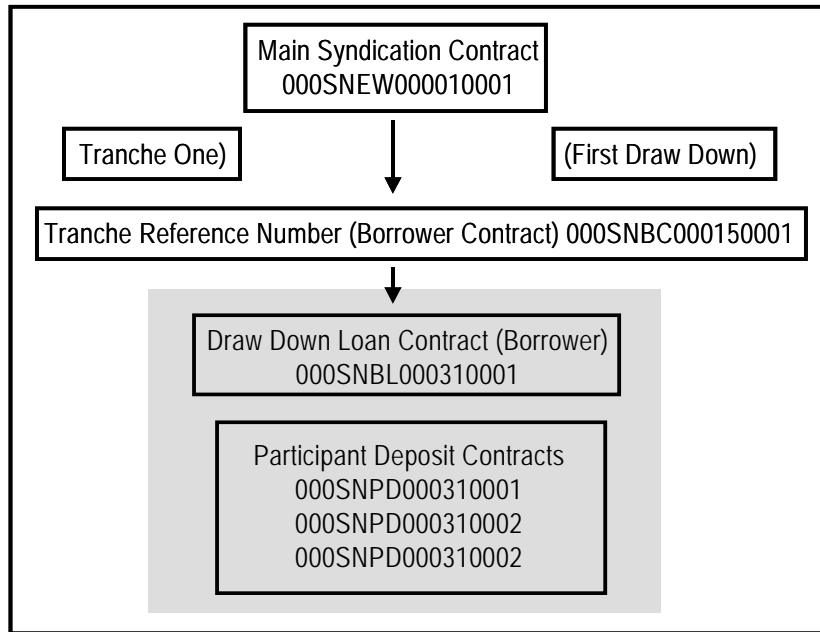 Main Syndication Contract
000SNEW000010001
Tranche One)
(First Draw Down)
Tranche Reference Number (Borrower Contract) 000SNBC000150001
Draw Down Loan Contract (Borrower)
000SNBL000310001
Participant Deposit Contracts
000SNPD000310001
000SNPD000310002
000SNPD000310002